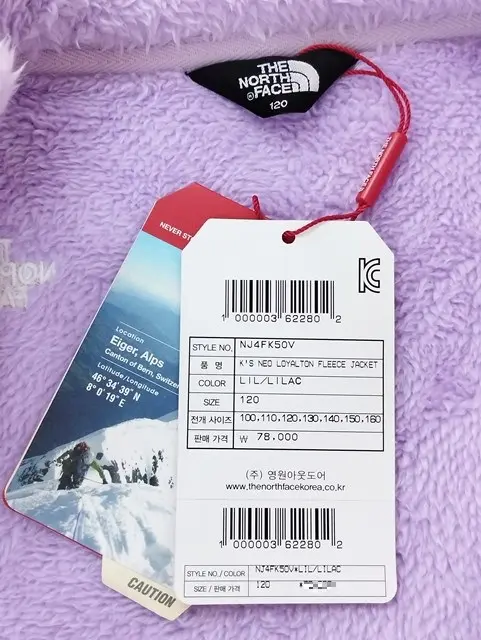 THE
NORTH
FACE
120
NEVER ST
Location
Eiger, Alps
Canton of Bern, Switzer
Latitude/Longitude
46° 34' 39" N
8° 0' 19" E
CAUTION
1 000003 62280 2
STYLE NO. NJ4FK50V
품 명 K'S NEO LOYALTON FLEECE JACKET
COLOR LIL/LILAC
SIZE 120
전개 사이즈 100,110,120,130,140,150,160
판매 가격 ₩ 78,000
(주) 영원아웃도어
www.thenorthfacekorea.co.kr
1 000003 62280 2
STYLE NO./COLOR NJ4FK50V*LIL/LILAC
SIZE / 판매 가격 120